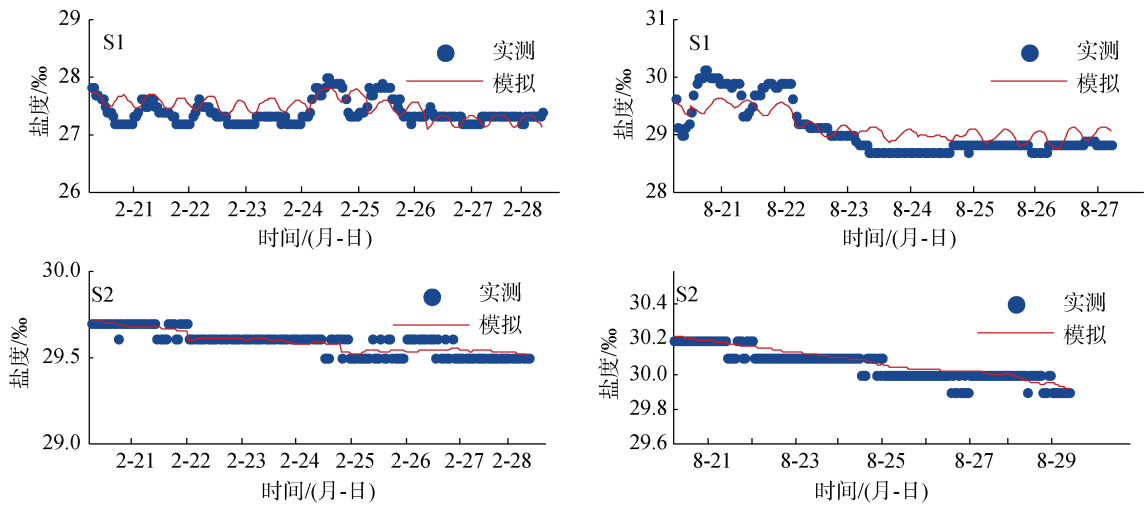 29
28
27
26
盐度/‰
S1
实测
模拟
2-21 2-22 2-23 2-24 2-25 2-26 2-27 2-28
时间/(月-日)
31
30
29
28
盐度/‰
S1
实测
模拟
8-21 8-22 8-23 8-24 8-25 8-26 8-27
时间/(月-日)
30.0
29.5
29.0
盐度/‰
S2
实测
模拟
2-21 2-22 2-23 2-24 2-25 2-26 2-27 2-28
时间/(月-日)
30.4
30.2
30.0
29.8
29.6
盐度/‰
S2
实测
模拟
8-21 8-23 8-25 8-27 8-29
时间/(月-日)